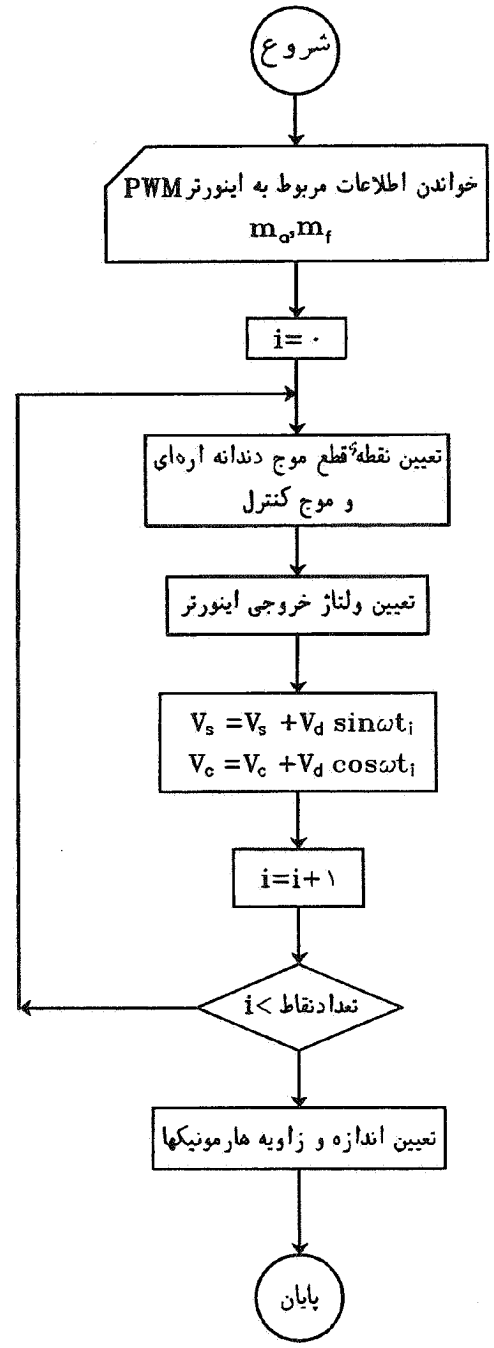 شروع
خواندن اطلاعات مربوط به اینورتر PWM
mₐ,m_f
i= ۰
تعیین نقطهٔ قطع موج دندانه اره‌ای
و موج کنترل
تعیین ولتاژ خروجی اینورتر
V_s =V_s +V_d sinωt_i
V_c =V_c +V_d cosωt_i
i=i+۱
i< تعدادنقاط
تعیین اندازه و زاویه هارمونیکها
پایان